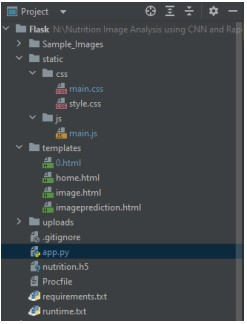 Project
Flask N:\Nutrition Image Analysis using CNN and Rap
Sample_Images
static
css
main.css
style.css
js
main.js
templates
0.html
home.html
image.html
imageprediction.html
uploads
.gitignore
app.py
nutrition.h5
Procfile
requirements.txt
runtime.txt